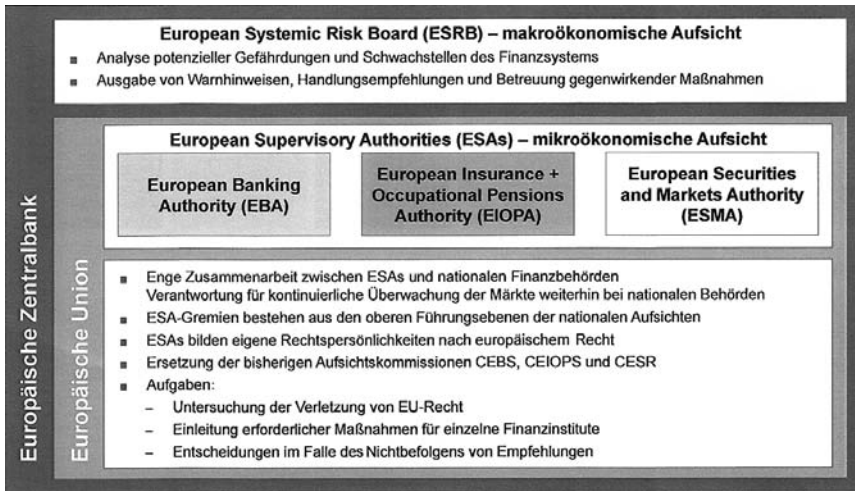 European Systemic Risk Board (ESRB) – makroökonomische Aufsicht
Analyse potenzieller Gefährdungen und Schwachstellen des Finanzsystems
Ausgabe von Warnhinweisen, Handlungsempfehlungen und Betreuung gegenwirkender Maßnahmen
European Supervisory Authorities (ESAs) – mikroökonomische Aufsicht
European Banking
Authority (EBA)
European Insurance +
Occupational Pensions
Authority (EIOPA)
European Securities
and Markets Authority
(ESMA)
Enge Zusammenarbeit zwischen ESAs und nationalen Finanzbehörden
Verantwortung für kontinuierliche Überwachung der Märkte weiterhin bei nationalen Behörden
ESA-Gremien bestehen aus den oberen Führungsebenen der nationalen Aufsichten
ESAs bilden eigene Rechtspersönlichkeiten nach europäischem Recht
Ersetzung der bisherigen Aufsichtskommissionen CEBS, CEIOPS und CESR
Aufgaben:
– Untersuchung der Verletzung von EU-Recht
– Einleitung erforderlicher Maßnahmen für einzelne Finanzinstitute
– Entscheidungen im Falle des Nichtbefolgens von Empfehlungen
Europäische Zentralbank
Europäische Union